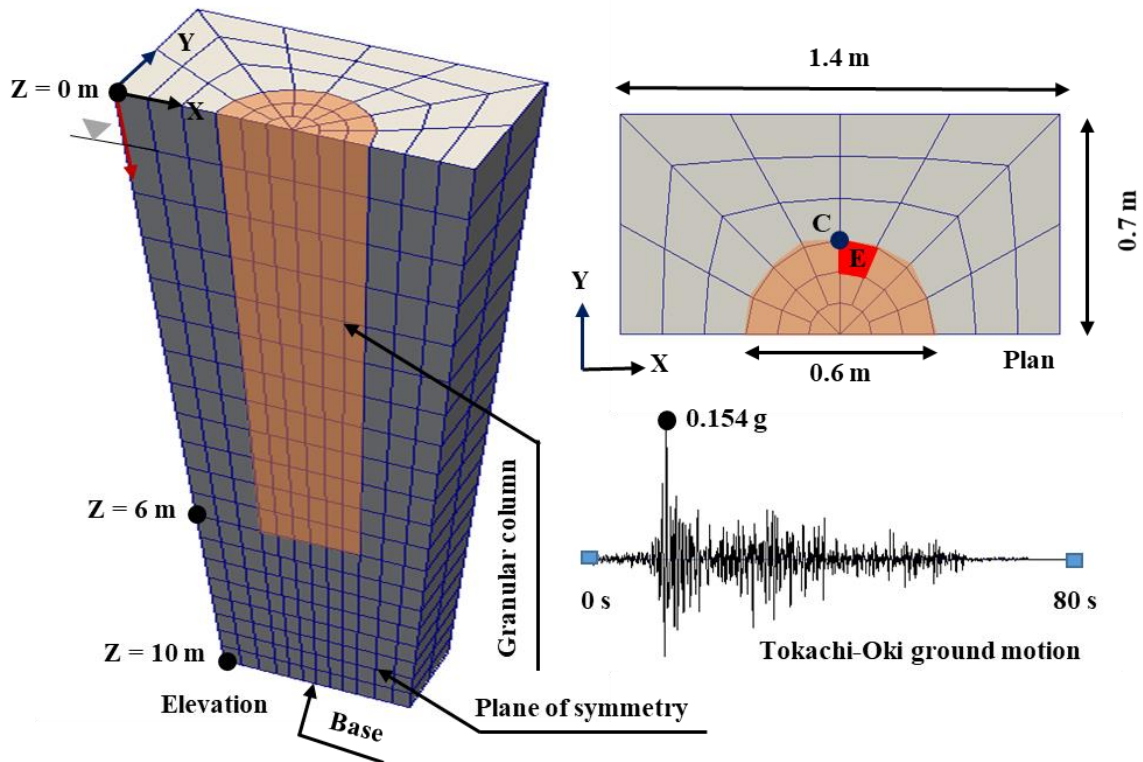 Y
Z = 0 m
X
Z = 6 m
Z = 10 m
Elevation
Base
Granular column
Plane of symmetry
1.4 m
0.7 m
C
E
Y
X
0.6 m
Plan
0.154 g
0 s
80 s
Tokachi-Oki ground motion